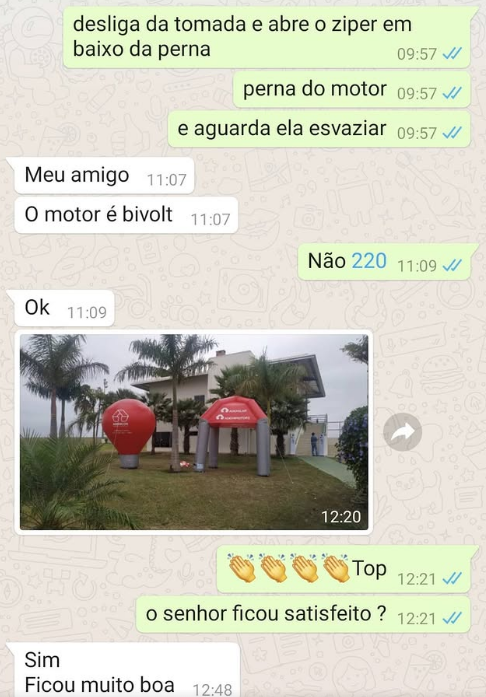 desliga da tomada e abre o ziper em
baixo da perna
09:57
perna do motor 09:57
e aguarda ela esvaziar 09:57
Meu amigo 11:07
O motor é bivolt 11:07
Não 220 11:09
Ok 11:09
12:20
👏👏👏👏Top 12:21
o senhor ficou satisfeito ? 12:21
Sim
Ficou muito boa 12:48